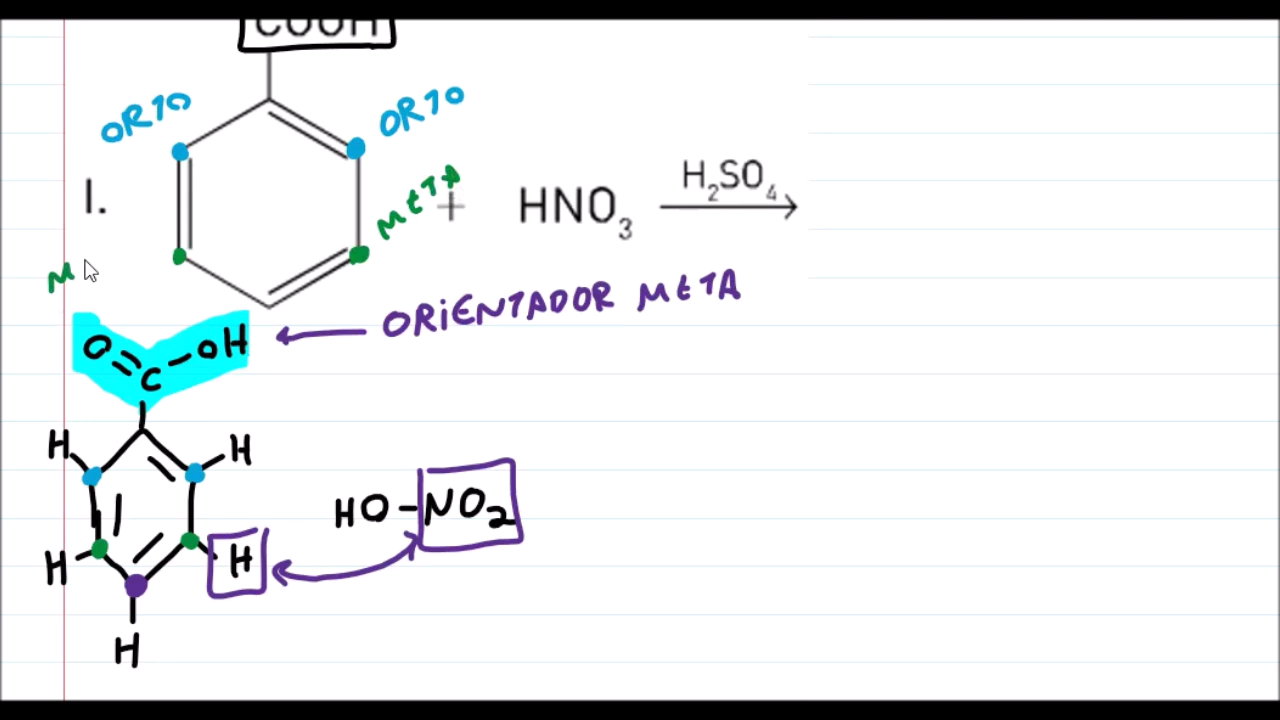 COOH
ORTO ORTO
I. META + HNO3 H2SO4
M
ORIENTADOR META
O C OH
H H
HO-NO2
H H
H